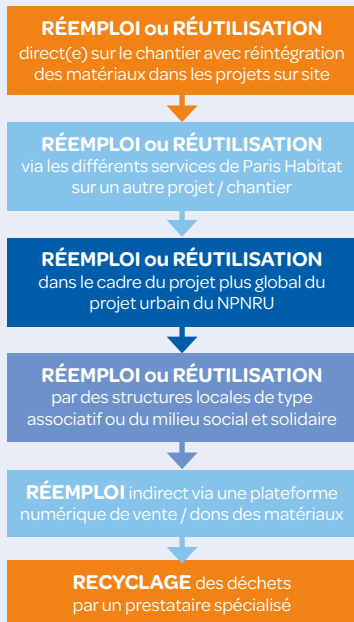 RÉEMPLOI ou RÉUTILISATION
direct(e) sur le chantier avec réintégration
des matériaux dans les projets sur site
RÉEMPLOI ou RÉUTILISATION
via les différents services de Paris Habitat
sur un autre projet / chantier
RÉEMPLOI ou RÉUTILISATION
dans le cadre du projet plus global du
projet urbain du NPNRU
RÉEMPLOI ou RÉUTILISATION
par des structures locales de type
associatif ou du milieu social et solidaire
RÉEMPLOI indirect via une plateforme
numérique de vente / dons des matériaux
RECYCLAGE des déchets
par un prestataire spécialisé